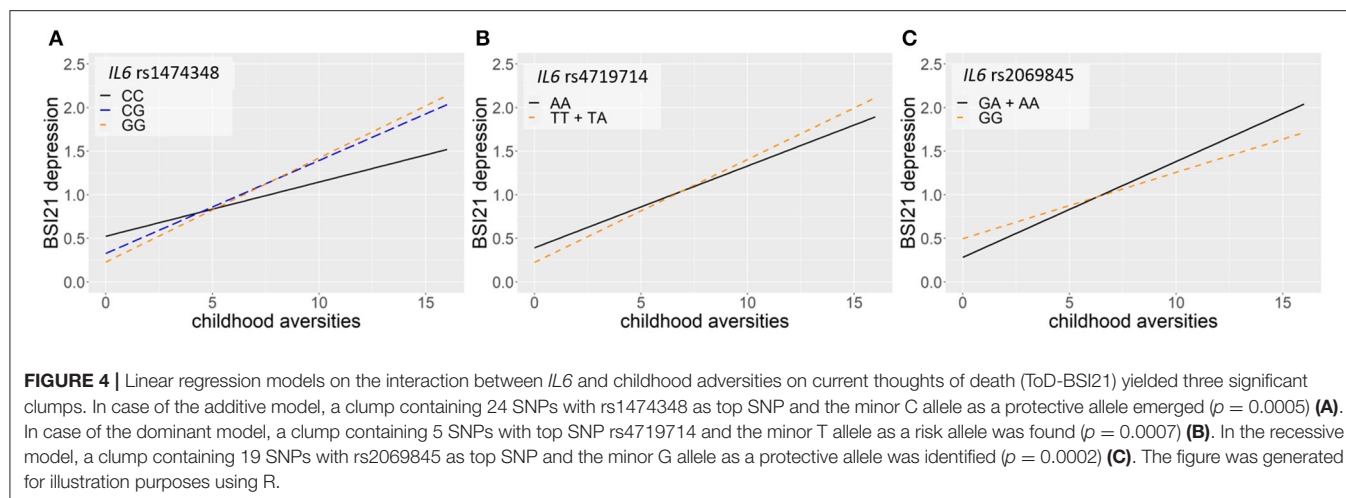 A
IL6 rs1474348
CC
CG
GG
2.5
2.0
1.5
1.0
0.5
0.0
BSI21 depression
0
5
10
15
childhood aversities
B
IL6 rs4719714
AA
TT + TA
2.5
2.0
1.5
1.0
0.5
0.0
BSI21 depression
0
5
10
15
childhood aversities
C
IL6 rs2069845
GA + AA
GG
2.5
2.0
1.5
1.0
0.5
0.0
BSI21 depression
0
5
10
15
childhood aversities
FIGURE 4 | Linear regression models on the interaction between IL6 and childhood adversities on current thoughts of death (ToD-BSI21) yielded three significant
clumps. In case of the additive model, a clump containing 24 SNPs with rs1474348 as top SNP and the minor C allele as a protective allele emerged (p = 0.0005) (A).
In case of the dominant model, a clump containing 5 SNPs with top SNP rs4719714 and the minor T allele as a risk allele was found (p = 0.0007) (B). In the recessive
model, a clump containing 19 SNPs with rs2069845 as top SNP and the minor G allele as a protective allele was identified (p = 0.0002) (C). The figure was generated
for illustration purposes using R.